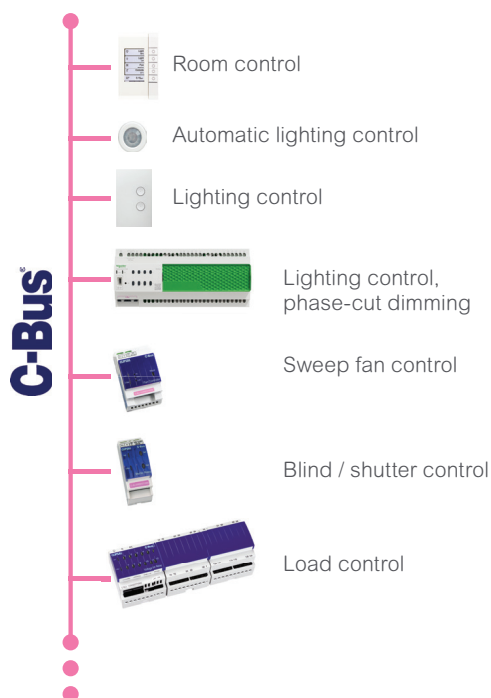 Room control
Automatic lighting control
Lighting control
C-Bus
Lighting control,
phase-cut dimming
Sweep fan control
Blind / shutter control
Load control